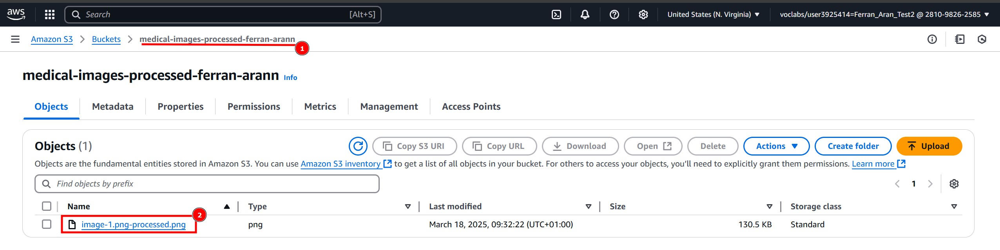 aws Search [Alt+S] United States (N. Virginia) voclabs/user3925414=Ferran_Aran_Test2 @ 2810-9826-2585
Amazon S3 Buckets medical-images-processed-ferran-arann
1
medical-images-processed-ferran-arann Info
Objects Metadata Properties Permissions Metrics Management Access Points
Objects (1) Copy S3 URI Copy URL Download Open Delete Actions Create folder Upload
Objects are the fundamental entities stored in Amazon S3. You can use Amazon S3 inventory to get a list of all objects in your bucket. For others to access your objects, you’ll need to explicitly grant them permissions. Learn more
Find objects by prefix 1
Name Type Last modified Size Storage class
2
image-1.png-processed.png png March 18, 2025, 09:32:22 (UTC+01:00) 130.5 KB Standard